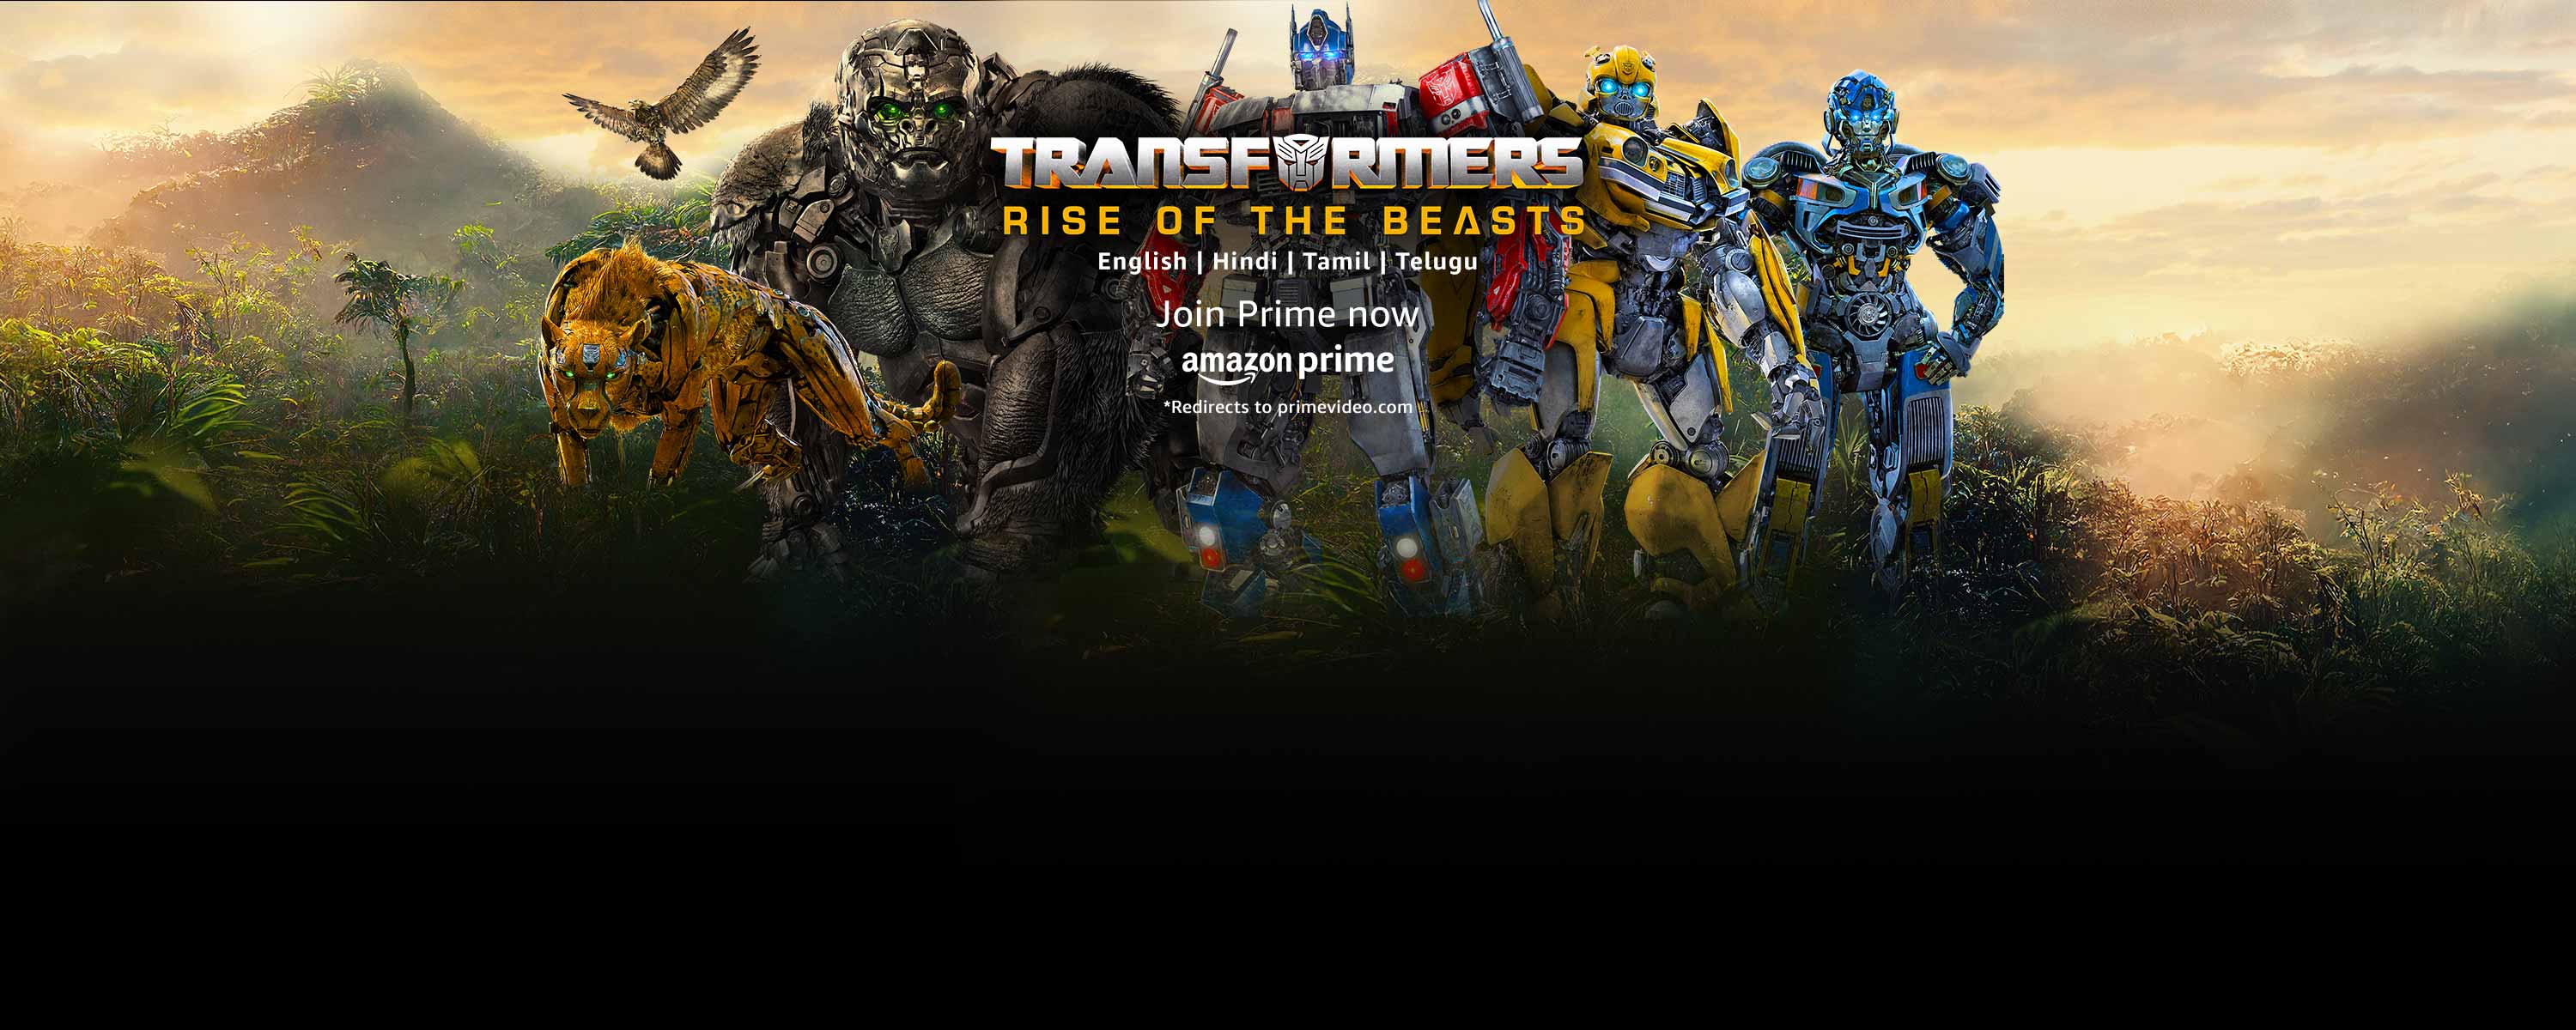 TRANSFORMERS
RISE OF THE BEASTS
English | Hindi | Tamil | Telugu
Join Prime now
amazon prime
*Redirects to primevideo.com